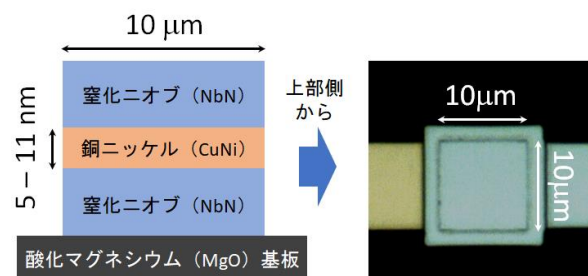 10 μm
窒化ニオブ（NbN）
5 – 11 nm
銅ニッケル（CuNi）
窒化ニオブ（NbN）
酸化マグネシウム（MgO）基板
上部側
から
10μm
10μm